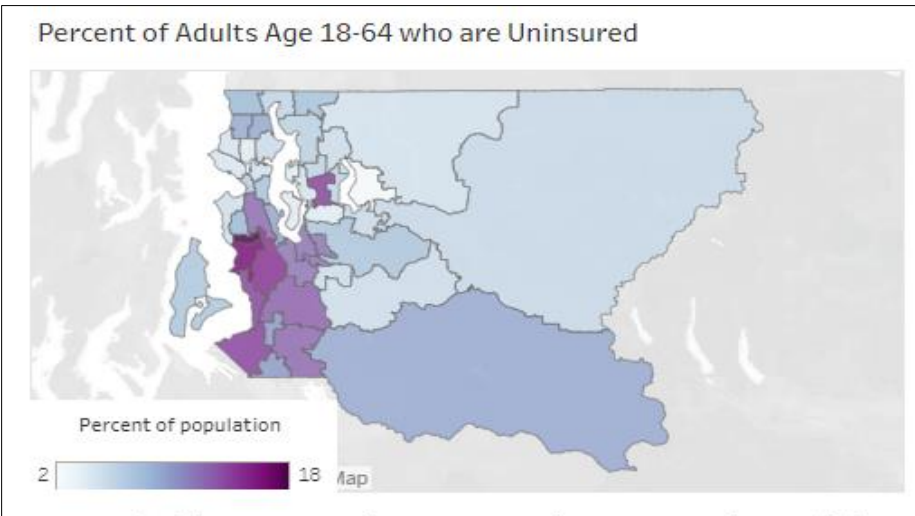 Percent of Adults Age 18-64 who are Uninsured
Percent of population
2
18
Map